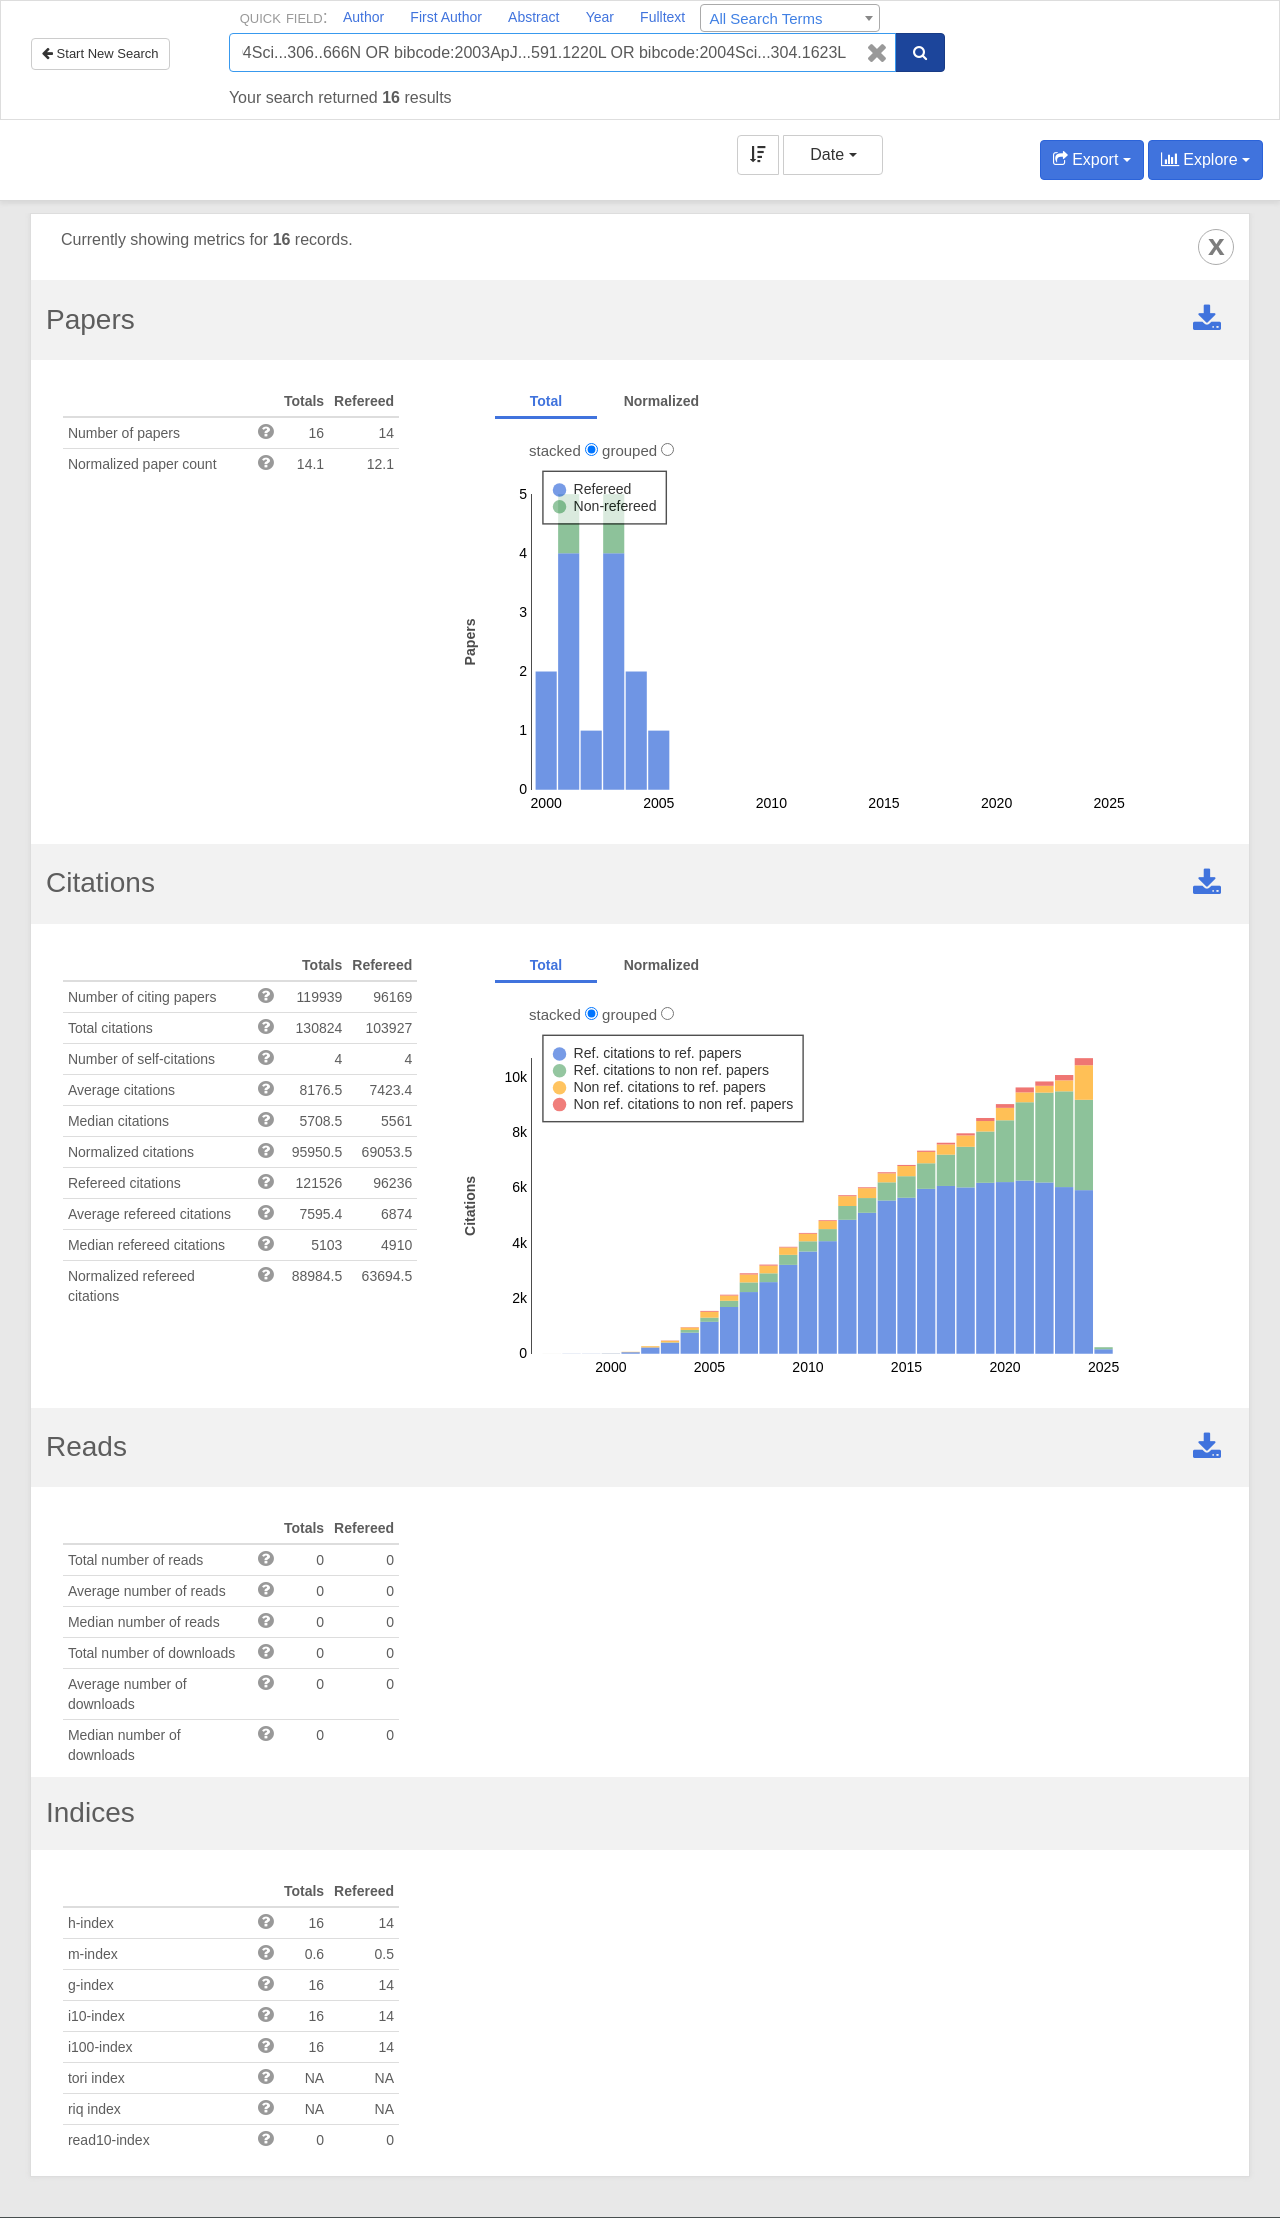 QUICK FIELD: Author First Author Abstract Year Fulltext All Search Terms
Start New Search
4Sci...306..666N OR bibcode:2003ApJ...591.1220L OR bibcode:2004Sci...304.1623L
Your search returned 16 results
Date
Export
Explore
Currently showing metrics for 16 records.
X
Papers
Totals Refereed
Number of papers ? 16 14
Normalized paper count ? 14.1 12.1
Total Normalized
stacked grouped
Refereed
Non-refereed
5
4
3
2
1
0
Papers
2000 2005 2010 2015 2020 2025
Citations
Totals Refereed
Number of citing papers ? 119939 96169
Total citations ? 130824 103927
Number of self-citations ? 4 4
Average citations ? 8176.5 7423.4
Median citations ? 5708.5 5561
Normalized citations ? 95950.5 69053.5
Refereed citations ? 121526 96236
Average refereed citations ? 7595.4 6874
Median refereed citations ? 5103 4910
Normalized refereed ? 88984.5 63694.5
citations
Total Normalized
stacked grouped
Ref. citations to ref. papers
Ref. citations to non ref. papers
Non ref. citations to ref. papers
Non ref. citations to non ref. papers
10k
8k
6k
4k
2k
0
Citations
2000 2005 2010 2015 2020 2025
Reads
Totals Refereed
Total number of reads ? 0 0
Average number of reads ? 0 0
Median number of reads ? 0 0
Total number of downloads ? 0 0
Average number of ? 0 0
downloads
Median number of ? 0 0
downloads
Indices
Totals Refereed
h-index ? 16 14
m-index ? 0.6 0.5
g-index ? 16 14
i10-index ? 16 14
i100-index ? 16 14
tori index ? NA NA
riq index ? NA NA
read10-index ? 0 0